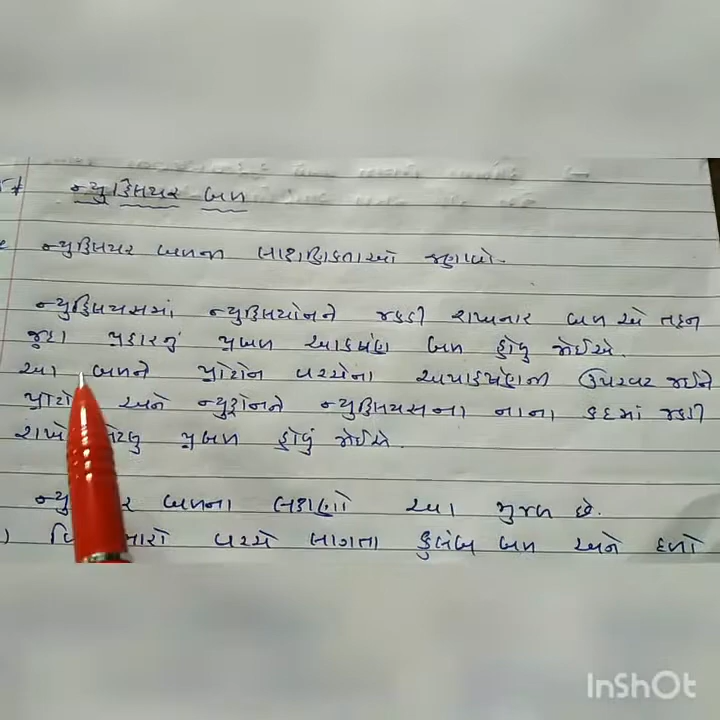 ન્યુક્લિયર બળ
ન્યુક્લિયર બળના લાક્ષણિકતાઓ જણાવો.
ન્યુક્લિયસમાં ન્યુક્લિયોનને જકડી રાખનાર બળ એ તદ્દન
જુદા પ્રકારનું પ્રબળ આકર્ષણ બળ હોવું જોઈએ.
આ બળને પ્રોટોન વચ્ચેના અપાકર્ષણની ઉપરવટ જઈને
અને ન્યુટ્રોનને ન્યુક્લિયસના નાના કદમાં જકડી
રાખે પ્રબળ હોવું જોઈએ.
બળના લક્ષણો આ મુજબ છે.
વચ્ચે લાગતા કુલંબ બળ અને દળો
InShOt